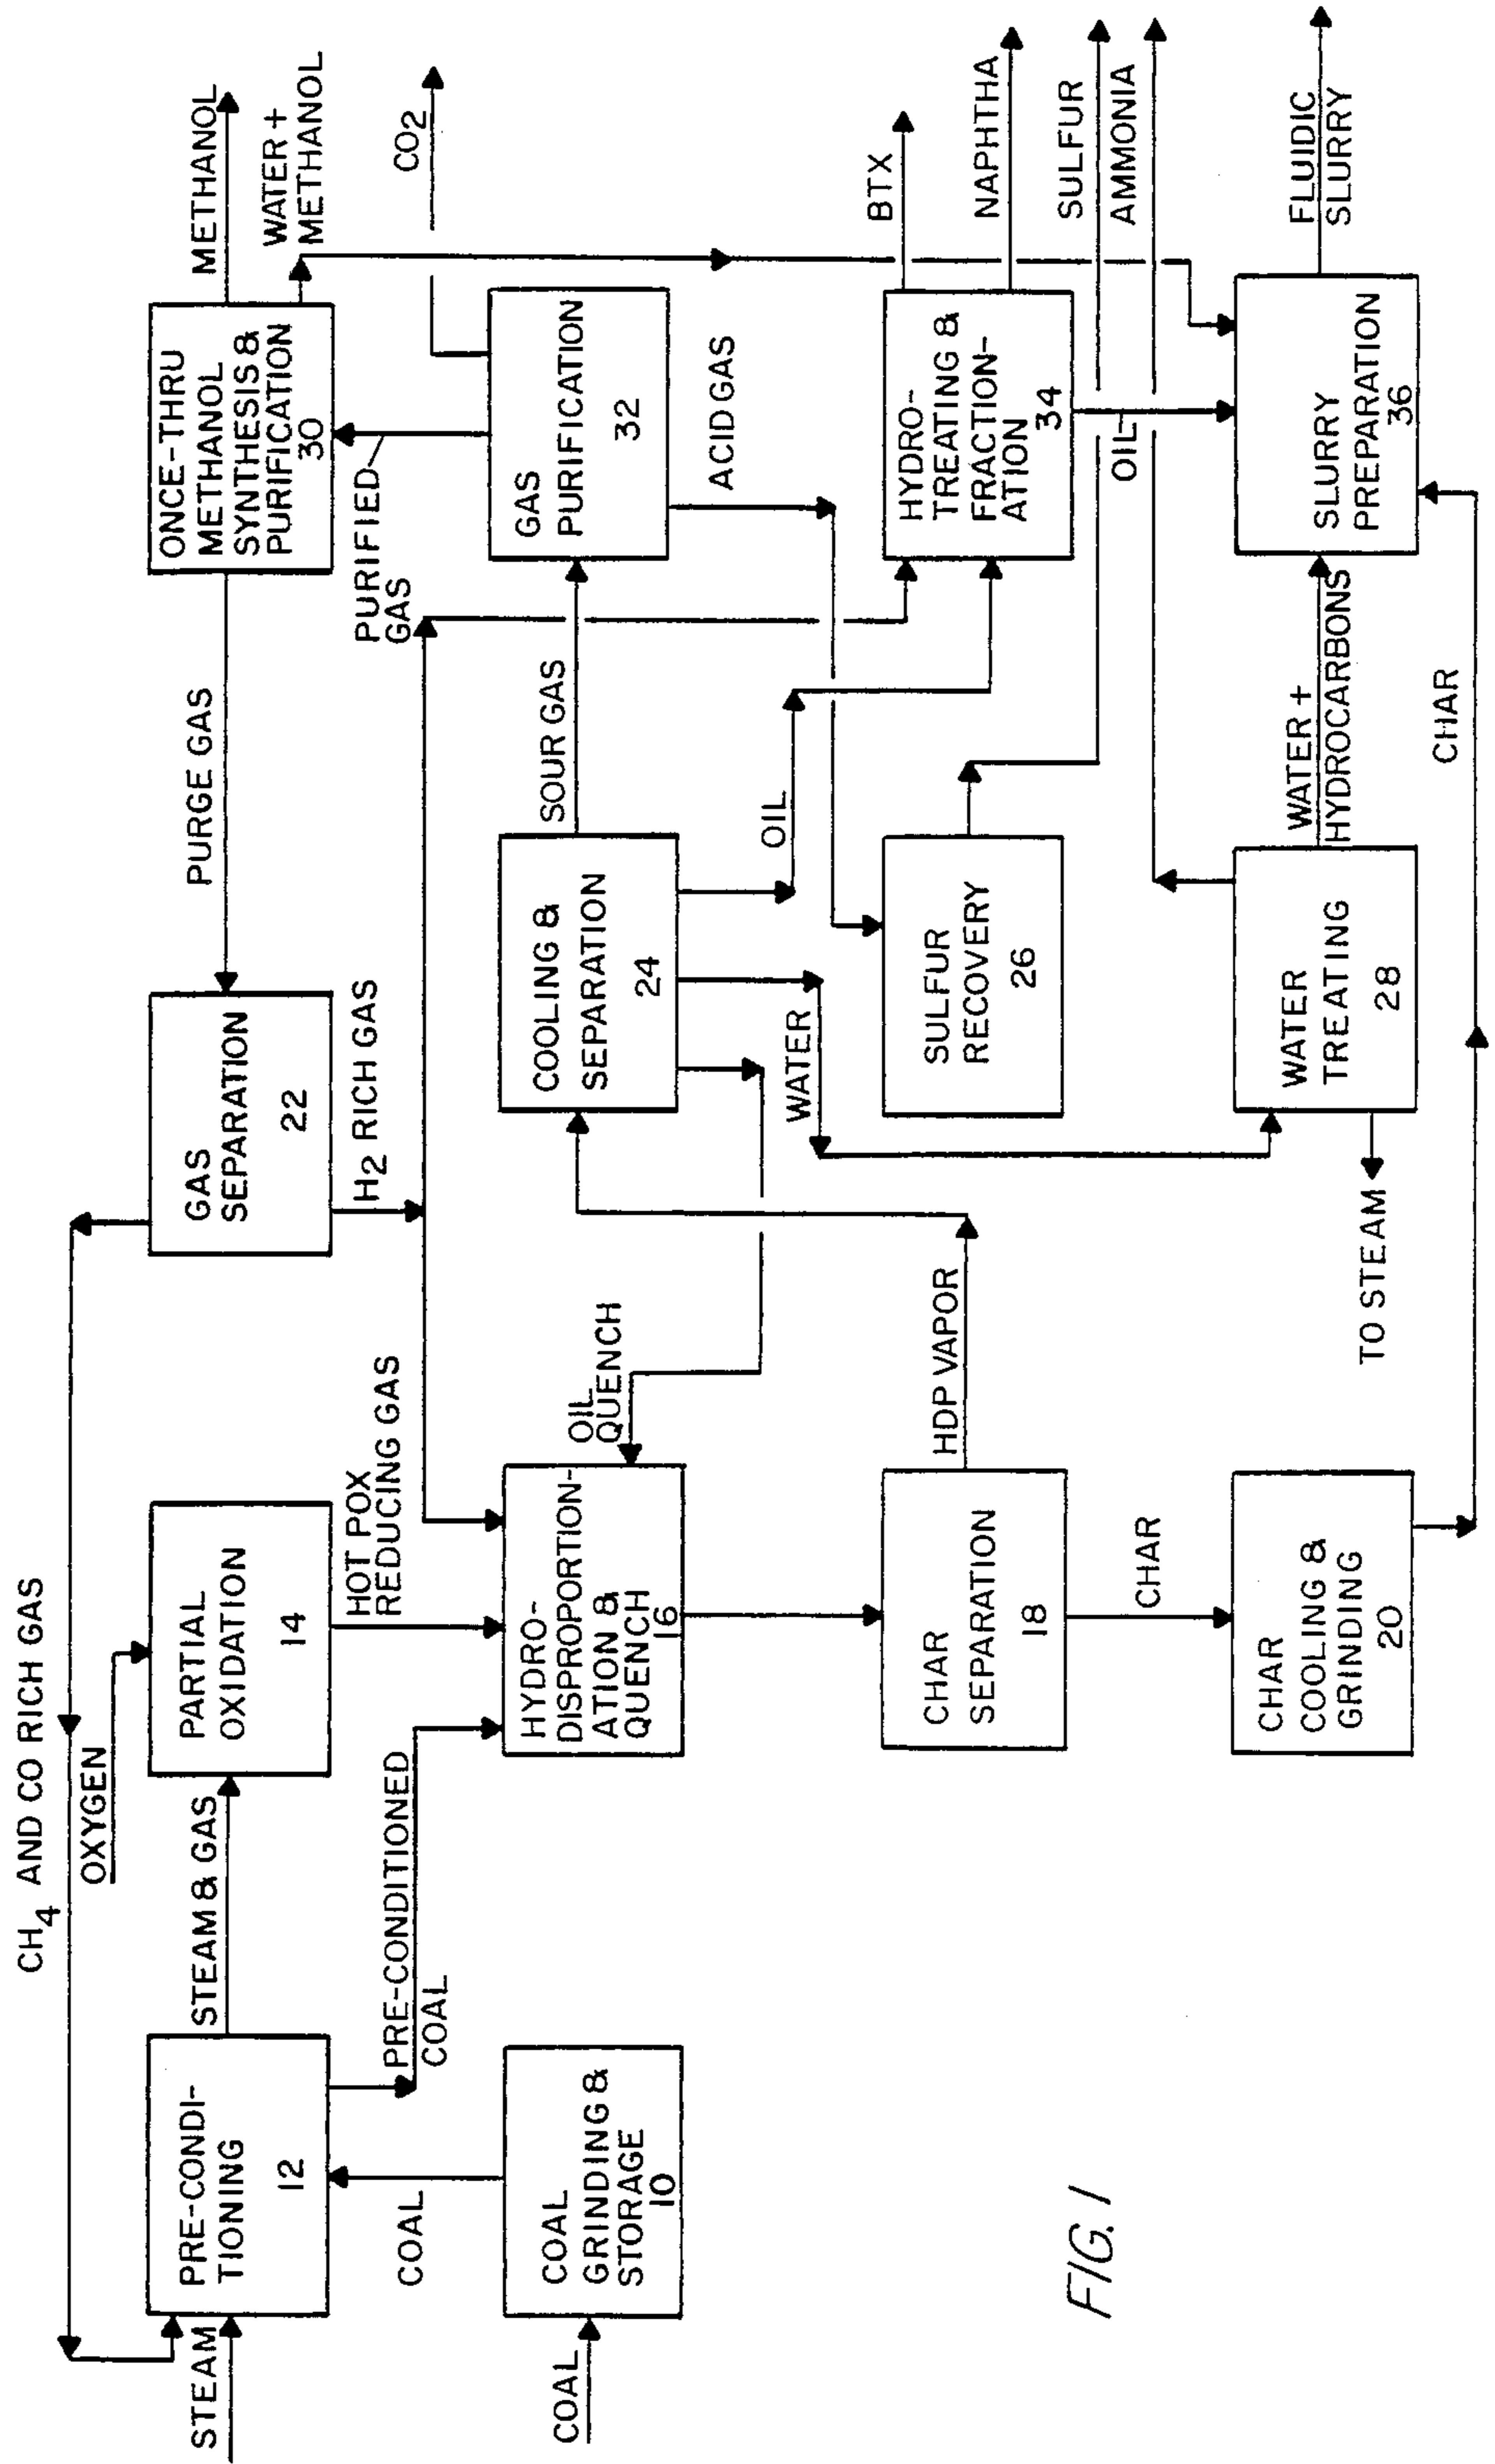 CH4 AND CO RICH GAS
OXYGEN
STEAM
PRE-CONDI-
TIONING
12
STEAM & GAS
PARTIAL
OXIDATION
14
GAS
SEPARATION
22
PURGE GAS
ONCE-THRU
METHANOL
SYNTHESIS &
PURIFICATION
30
METHANOL
WATER +
METHANOL
COAL
PRE-CONDITIONED
COAL
HOT POX
REDUCING GAS
H2 RICH GAS
PURIFIED
GAS
CO2
COAL
COAL
GRINDING &
STORAGE
10
HYDRO-
DISPROPORTION-
ATION &
QUENCH
16
OIL
QUENCH
COOLING &
SEPARATION
24
SOUR GAS
GAS
PURIFICATION
32
ACID GAS
WATER
OIL
CHAR
SEPARATION
18
HDP VAPOR
SULFUR
RECOVERY
26
HYDRO-
TREATING &
FRACTION-
ATION
34
BTX
NAPHTHA
SULFUR
AMMONIA
CHAR
OIL
CHAR
COOLING &
GRINDING
20
TO STEAM
WATER
TREATING
28
WATER +
HYDROCARBONS
SLURRY
PREPARATION
36
FLUIDIC
SLURRY
CHAR
FIG. 1